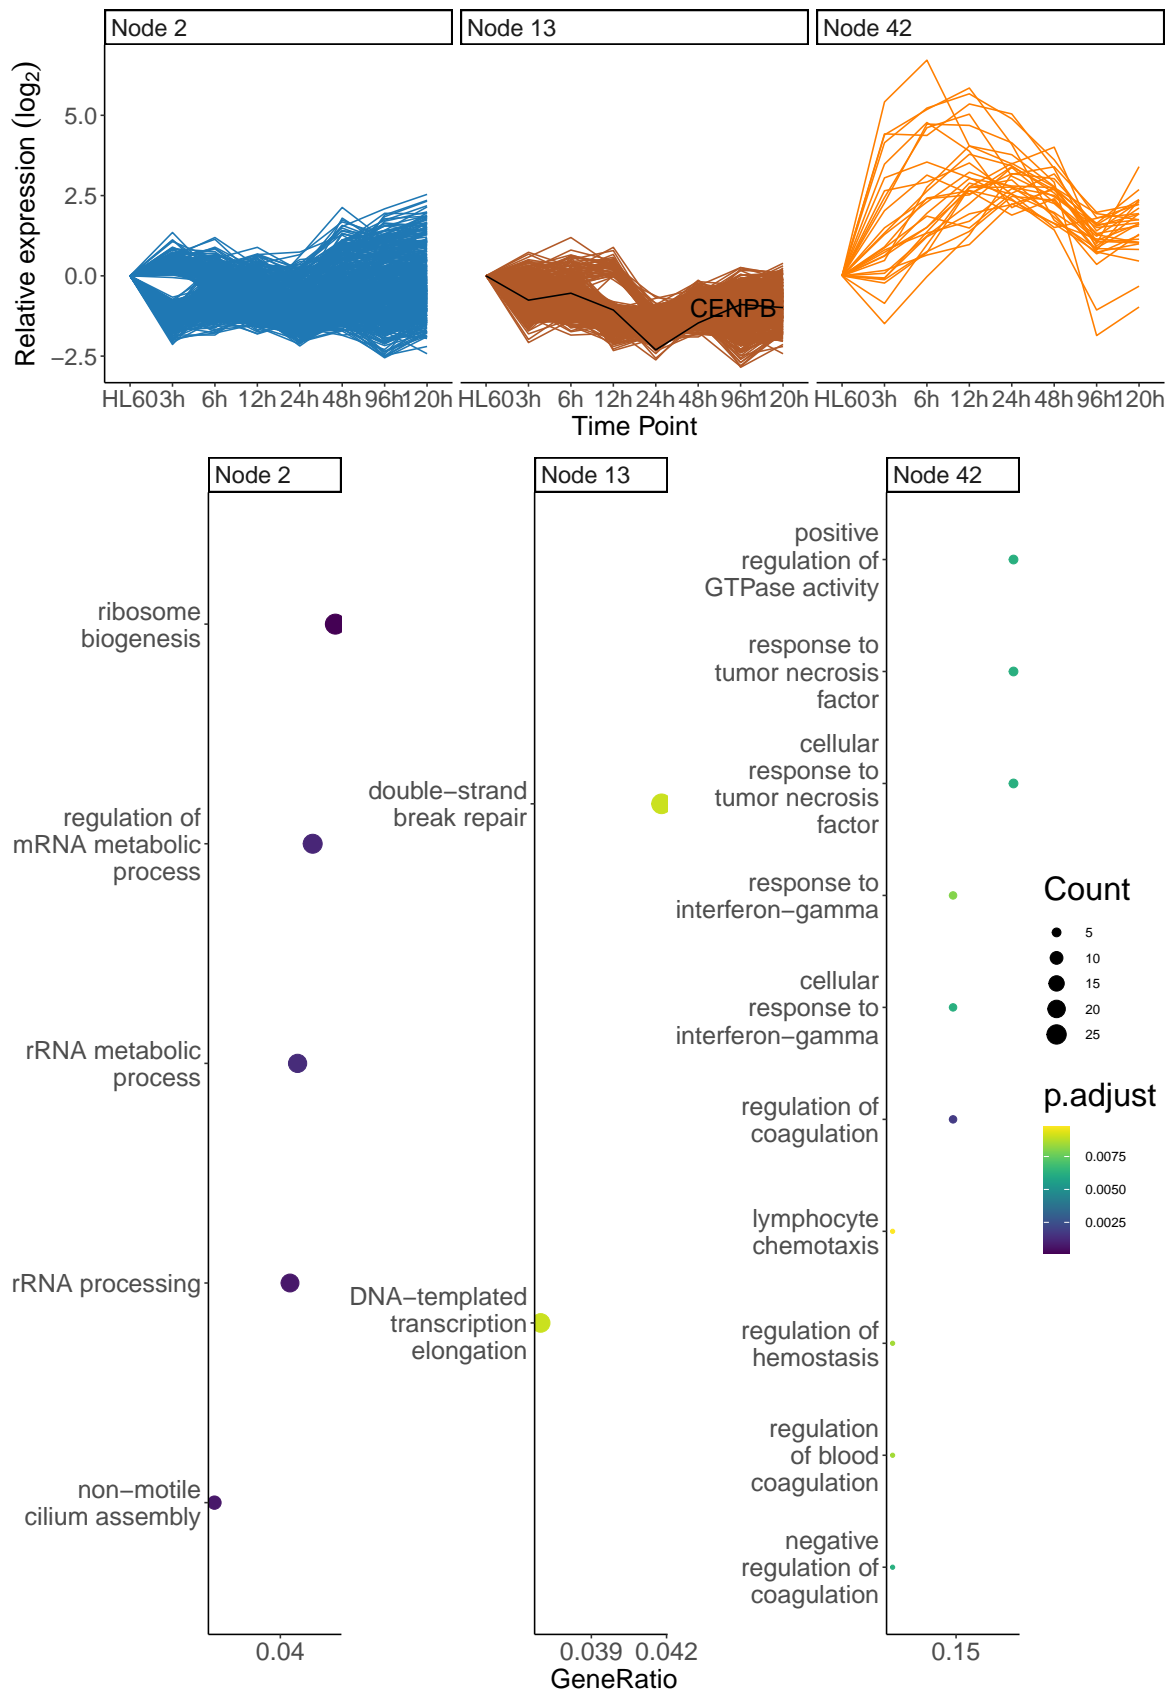 Node 2
Node 13
Node 42
Relative expression (log₂)
5.0
2.5
0.0
−2.5
CENPB
HL60 3h 6h 12h 24h 48h 96h 120h
HL60 3h 6h 12h 24h 48h 96h 120h
HL60 3h 6h 12h 24h 48h 96h 120h
Time Point
Node 2
ribosome
biogenesis
regulation of
mRNA metabolic
process
rRNA metabolic
process
rRNA processing
non−motile
cilium assembly
0.04
Node 13
double−strand
break repair
DNA−templated
transcription
elongation
0.039 0.042
GeneRatio
Node 42
positive
regulation of
GTPase activity
response to
tumor necrosis
factor
cellular
response to
tumor necrosis
factor
response to
interferon−gamma
cellular
response to
interferon−gamma
regulation of
coagulation
lymphocyte
chemotaxis
regulation of
hemostasis
regulation
of blood
coagulation
negative
regulation of
coagulation
0.15
Count
5
10
15
20
25
p.adjust
0.0075
0.0050
0.0025